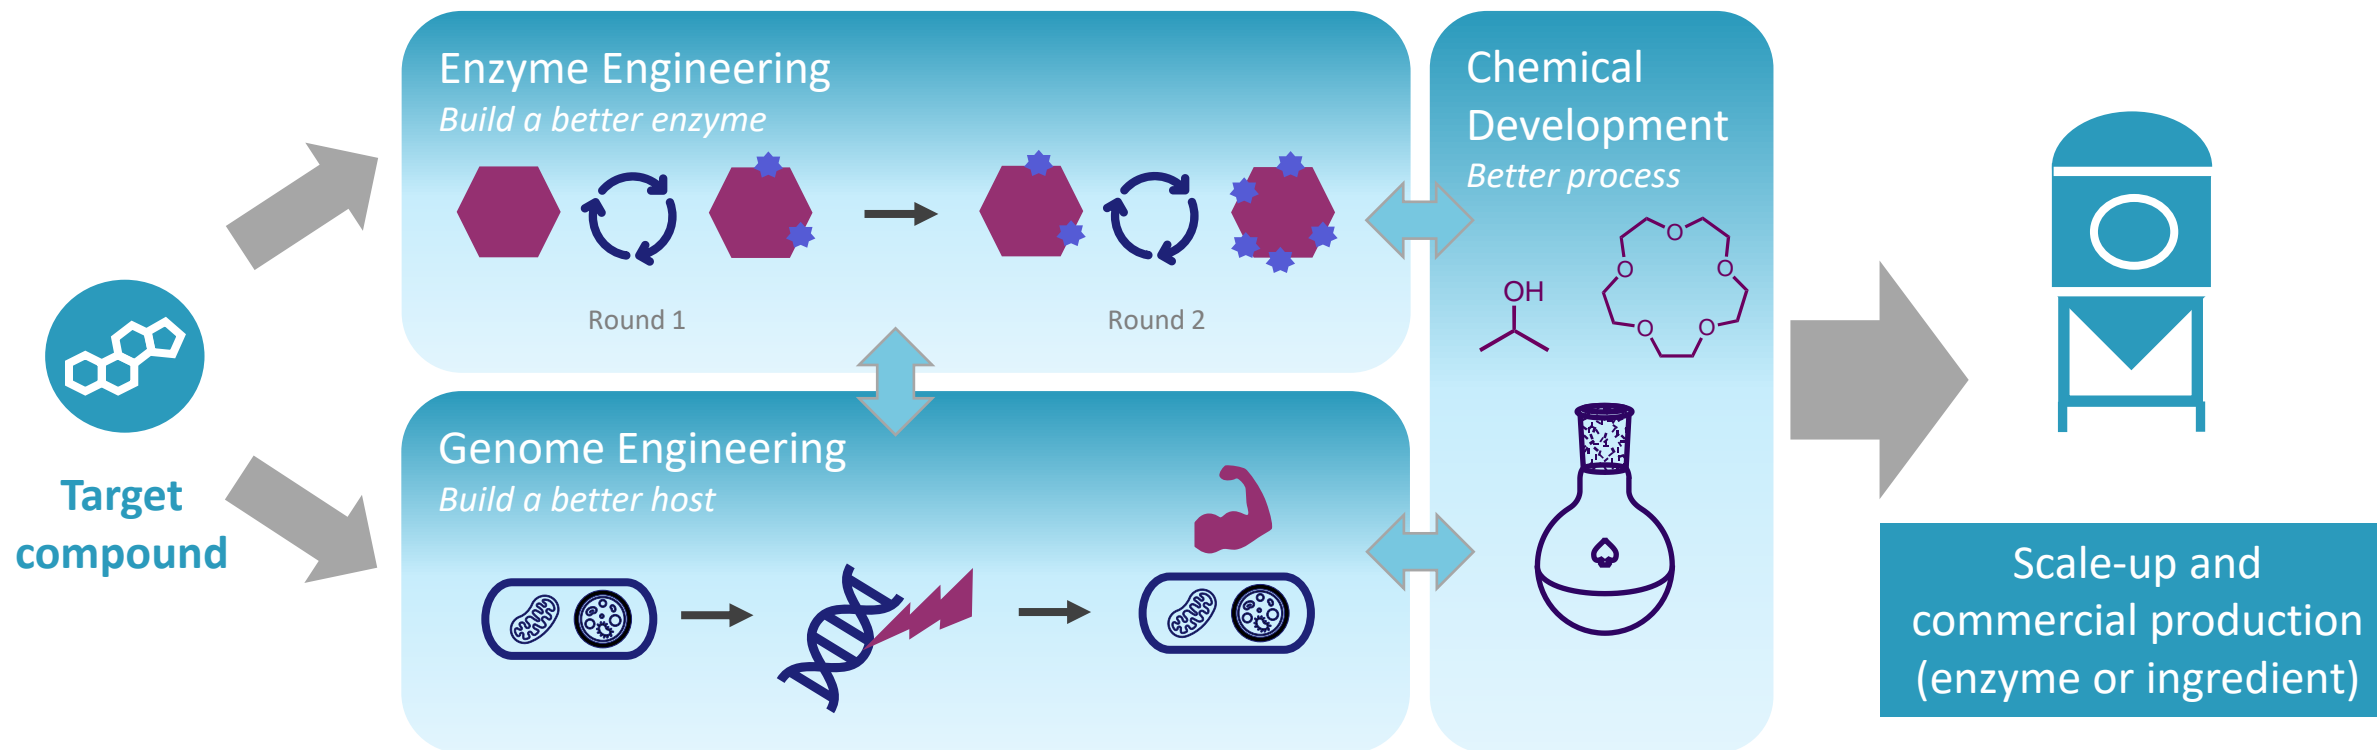 Target
compound
Enzyme Engineering
Build a better enzyme
Round 1
Round 2
Genome Engineering
Build a better host
Chemical
Development
Better process
OH
O
O
O
O
O
Scale-up and
commercial production
(enzyme or ingredient)